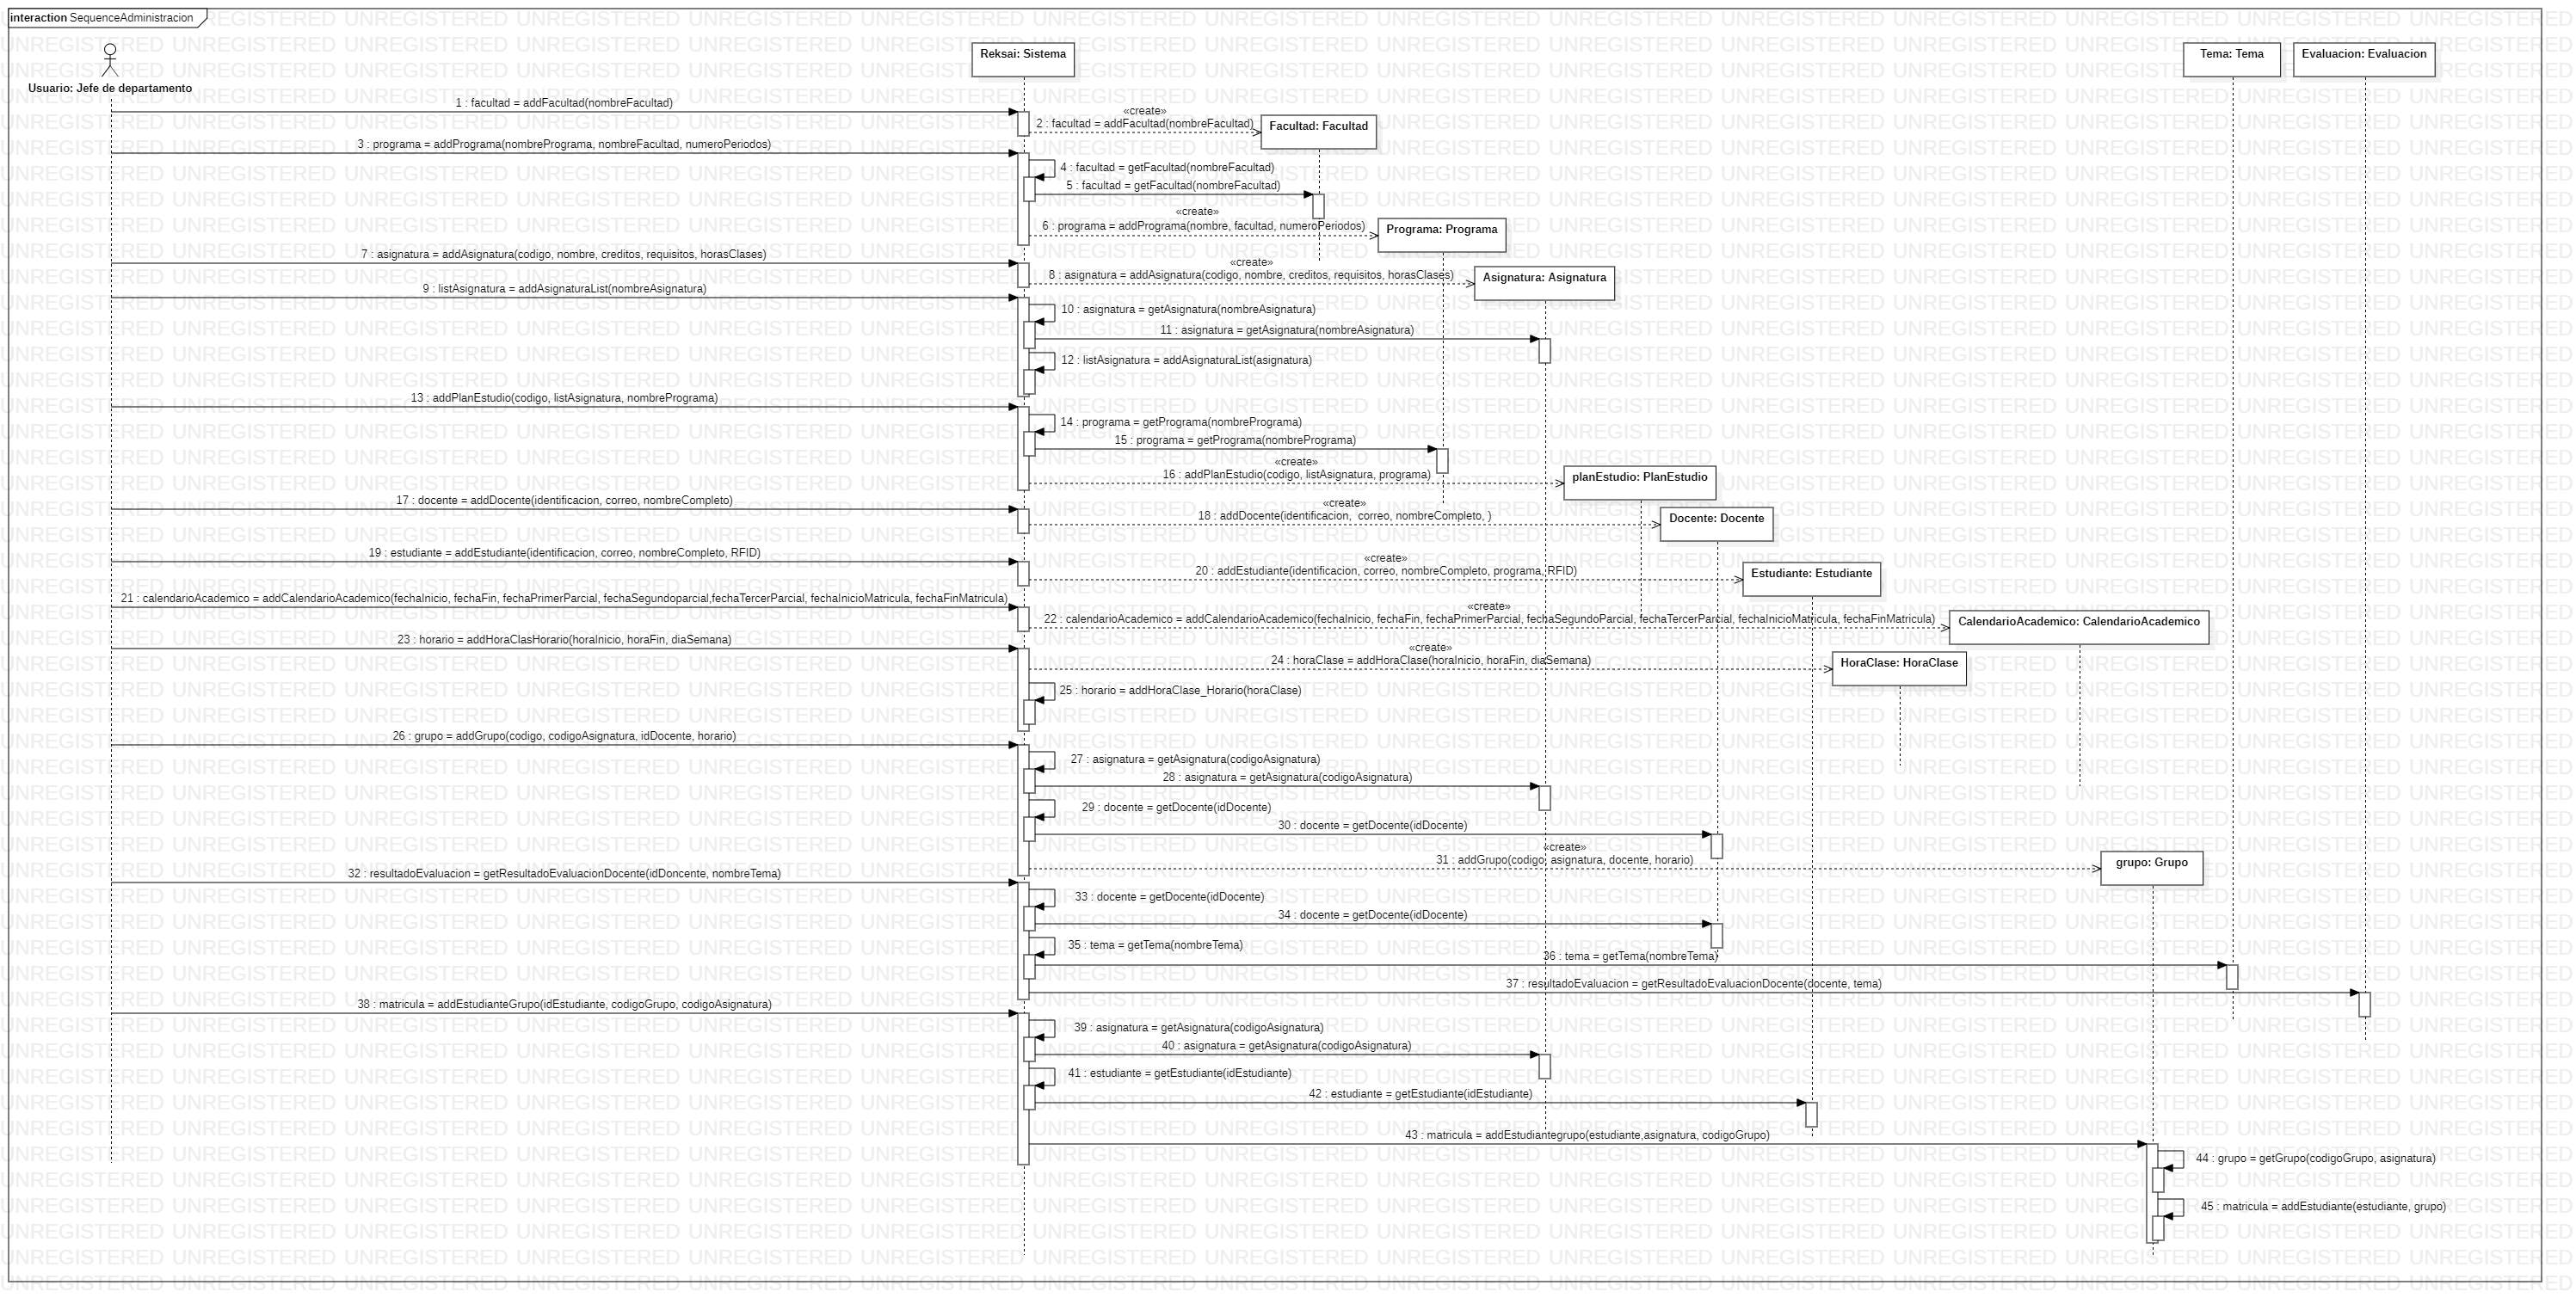 interaction SequenceAdministracion
Usuario: Jefe de departamento
Reksai: Sistema
Tema: Tema
Evaluacion: Evaluacion
1 : facultad = addFacultad(nombreFacultad)
«create»
2 : facultad = addFacultad(nombreFacultad)
Facultad: Facultad
3 : programa = addPrograma(nombrePrograma, nombreFacultad, numeroPeriodos)
4 : facultad = getFacultad(nombreFacultad)
5 : facultad = getFacultad(nombreFacultad)
«create»
6 : programa = addPrograma(nombre, facultad, numeroPeriodos)
Programa: Programa
7 : asignatura = addAsignatura(codigo, nombre, creditos, requisitos, horasClases)
«create»
8 : asignatura = addAsignatura(codigo, nombre, creditos, requisitos, horasClases)
Asignatura: Asignatura
9 : listAsignatura = addAsignaturaList(nombreAsignatura)
10 : asignatura = getAsignatura(nombreAsignatura)
11 : asignatura = getAsignatura(nombreAsignatura)
12 : listAsignatura = addAsignaturaList(asignatura)
13 : addPlanEstudio(codigo, listAsignatura, nombrePrograma)
14 : programa = getPrograma(nombrePrograma)
15 : programa = getPrograma(nombrePrograma)
«create»
16 : addPlanEstudio(codigo, listAsignatura, programa)
planEstudio: PlanEstudio
17 : docente = addDocente(identificacion, correo, nombreCompleto)
«create»
18 : addDocente(identificacion,  correo, nombreCompleto, )
Docente: Docente
19 : estudiante = addEstudiante(identificacion, correo, nombreCompleto, RFID)
«create»
20 : addEstudiante(identificacion, correo, nombreCompleto, programa, RFID)
Estudiante: Estudiante
21 : calendarioAcademico = addCalendarioAcademico(fechaInicio, fechaFin, fechaPrimerParcial, fechaSegundoparcial,fechaTercerParcial, fechaInicioMatricula, fechaFinMatricula)
«create»
22 : calendarioAcademico = addCalendarioAcademico(fechaInicio, fechaFin, fechaPrimerParcial, fechaSegundoParcial, fechaTercerParcial, fechaInicioMatricula, fechaFinMatricula)
CalendarioAcademico: CalendarioAcademico
23 : horario = addHoraClasHorario(horaInicio, horaFin, diaSemana)
«create»
24 : horaClase = addHoraClase(horaInicio, horaFin, diaSemana)
HoraClase: HoraClase
25 : horario = addHoraClase_Horario(horaClase)
26 : grupo = addGrupo(codigo, codigoAsignatura, idDocente, horario)
27 : asignatura = getAsignatura(codigoAsignatura)
28 : asignatura = getAsignatura(codigoAsignatura)
29 : docente = getDocente(idDocente)
30 : docente = getDocente(idDocente)
«create»
31 : addGrupo(codigo, asignatura, docente, horario)
grupo: Grupo
32 : resultadoEvaluacion = getResultadoEvaluacionDocente(idDoncente, nombreTema)
33 : docente = getDocente(idDocente)
34 : docente = getDocente(idDocente)
35 : tema = getTema(nombreTema)
36 : tema = getTema(nombreTema)
37 : resultadoEvaluacion = getResultadoEvaluacionDocente(docente, tema)
38 : matricula = addEstudianteGrupo(idEstudiante, codigoGrupo, codigoAsignatura)
39 : asignatura = getAsignatura(codigoAsignatura)
40 : asignatura = getAsignatura(codigoAsignatura)
41 : estudiante = getEstudiante(idEstudiante)
42 : estudiante = getEstudiante(idEstudiante)
43 : matricula = addEstudiantegrupo(estudiante,asignatura, codigoGrupo)
44 : grupo = getGrupo(codigoGrupo, asignatura)
45 : matricula = addEstudiante(estudiante, grupo)
UNREGISTERED